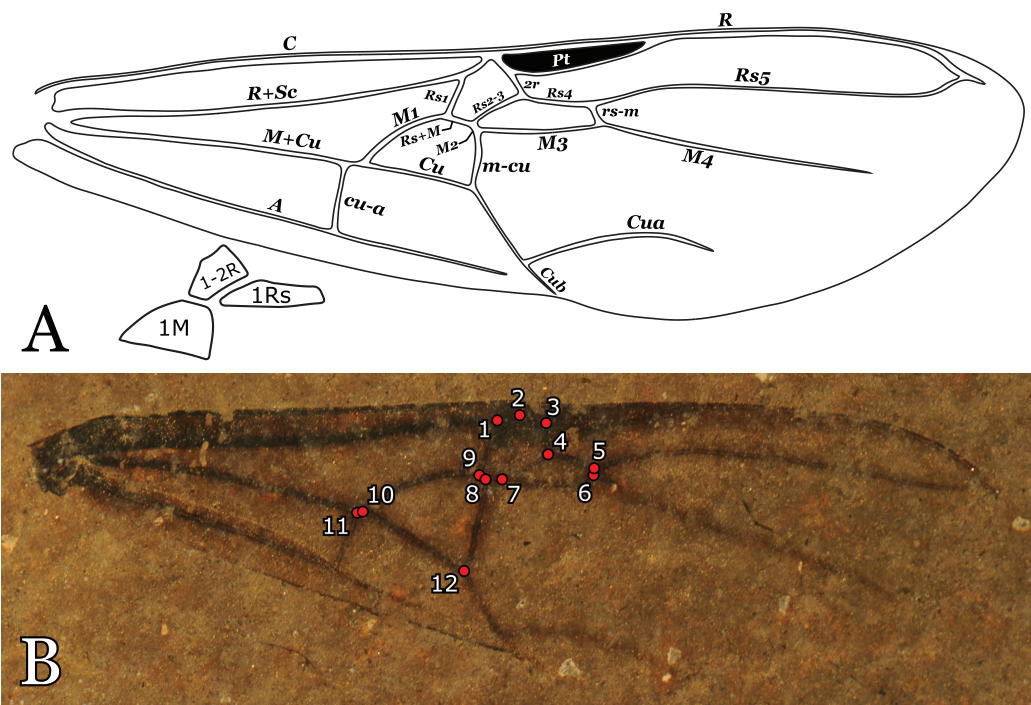 R
C
Pt
R+Sc
Rs1
Rs2-3
2r
Rs4
Rs5
M1
Rs+M
M2
rs-m
M+Cu
Cu
m-cu
M3
M4
A
cu-a
Cua
Cub
1-2R
1Rs
1M
A
1
2
3
4
5
6
7
8
9
10
11
12
B